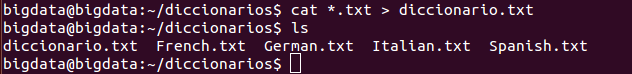 bigdata@bigdata:~/diccionarios$ cat *.txt > diccionario.txt
bigdata@bigdata:~/diccionarios$ ls
diccionario.txt  French.txt  German.txt  Italian.txt  Spanish.txt
bigdata@bigdata:~/diccionarios$